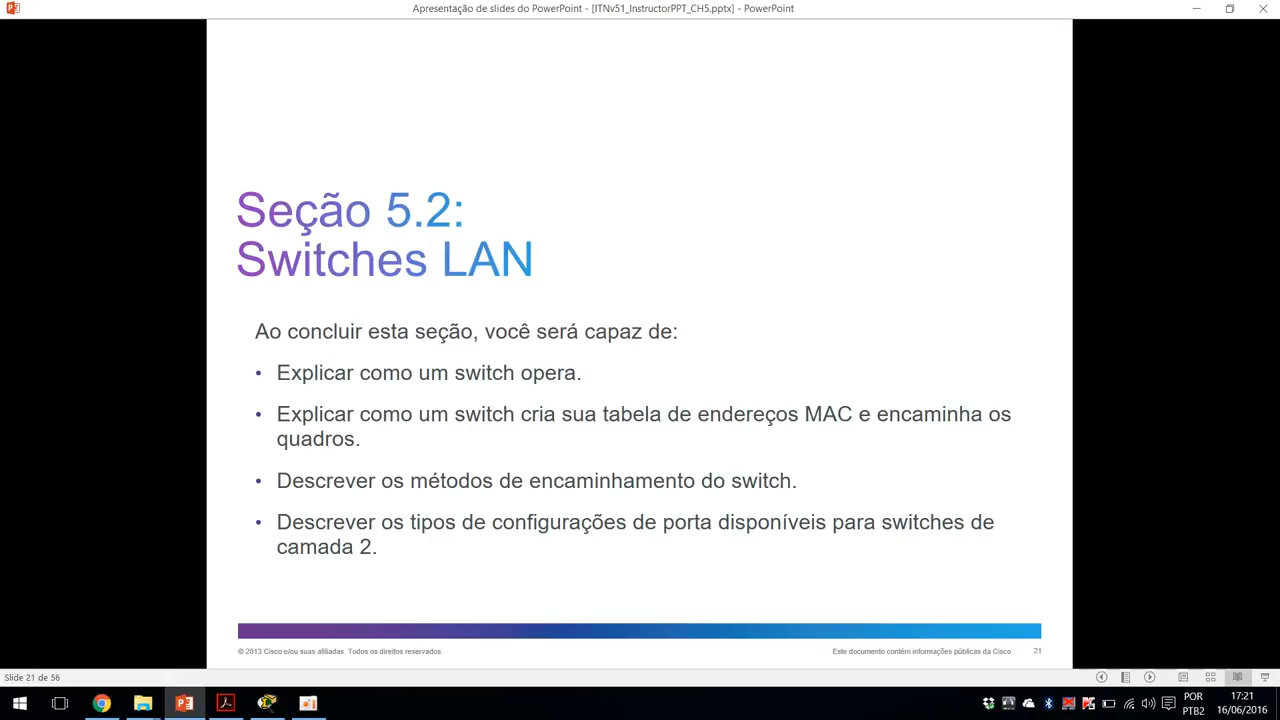 Apresentação de slides do PowerPoint - [ITNv51_InstructorPPT_CH5.pptx] - PowerPoint
Seção 5.2:
Switches LAN
Ao concluir esta seção, você será capaz de:
• Explicar como um switch opera.
• Explicar como um switch cria sua tabela de endereços MAC e encaminha os
quadros.
• Descrever os métodos de encaminhamento do switch.
• Descrever os tipos de configurações de porta disponíveis para switches de
camada 2.
© 2013 Cisco e/ou suas afiliadas. Todos os direitos reservados.
Este documento contém informações públicas da Cisco
21
Slide 21 de 56
POR
PTB2
17:21
16/06/2016